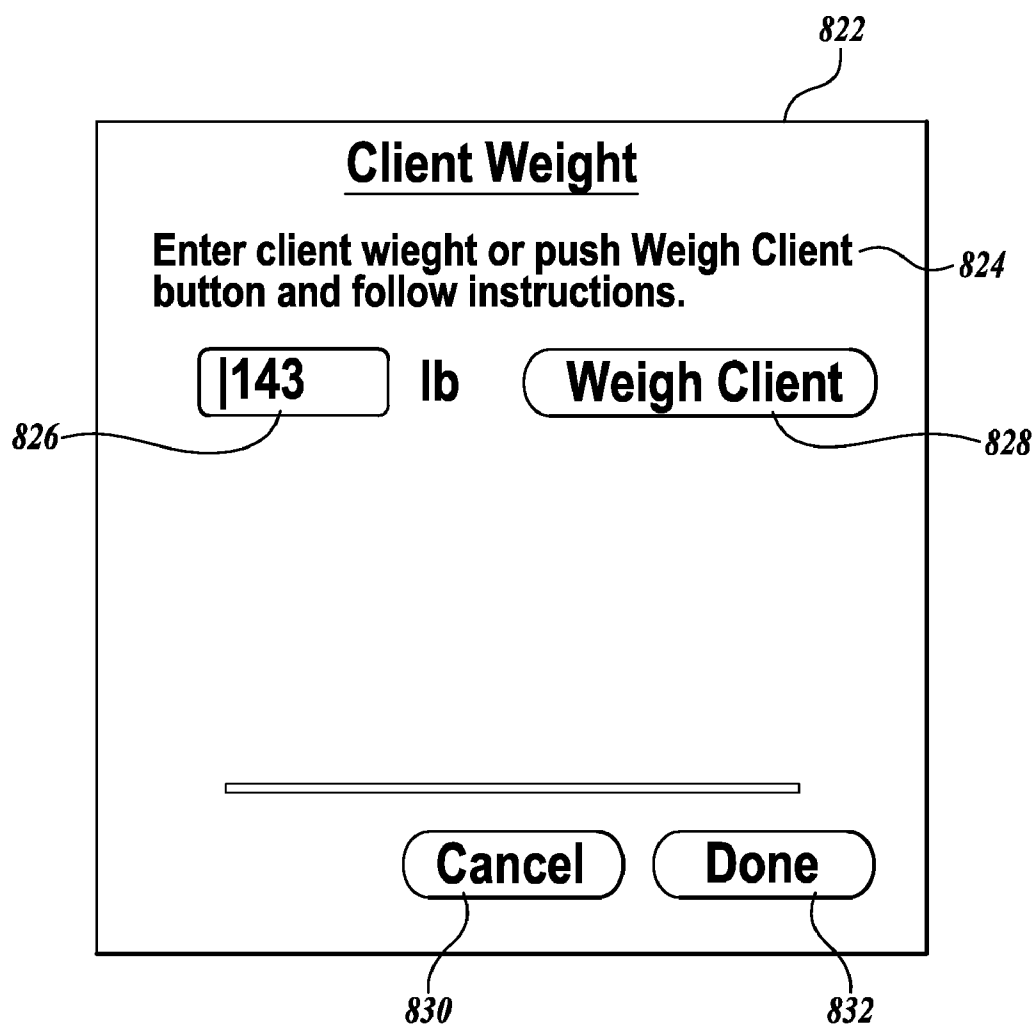 822
Client Weight
Enter client wieght or push Weigh Client
824
button and follow instructions.
|143 lb Weigh Client
826
828
Cancel Done
830 832